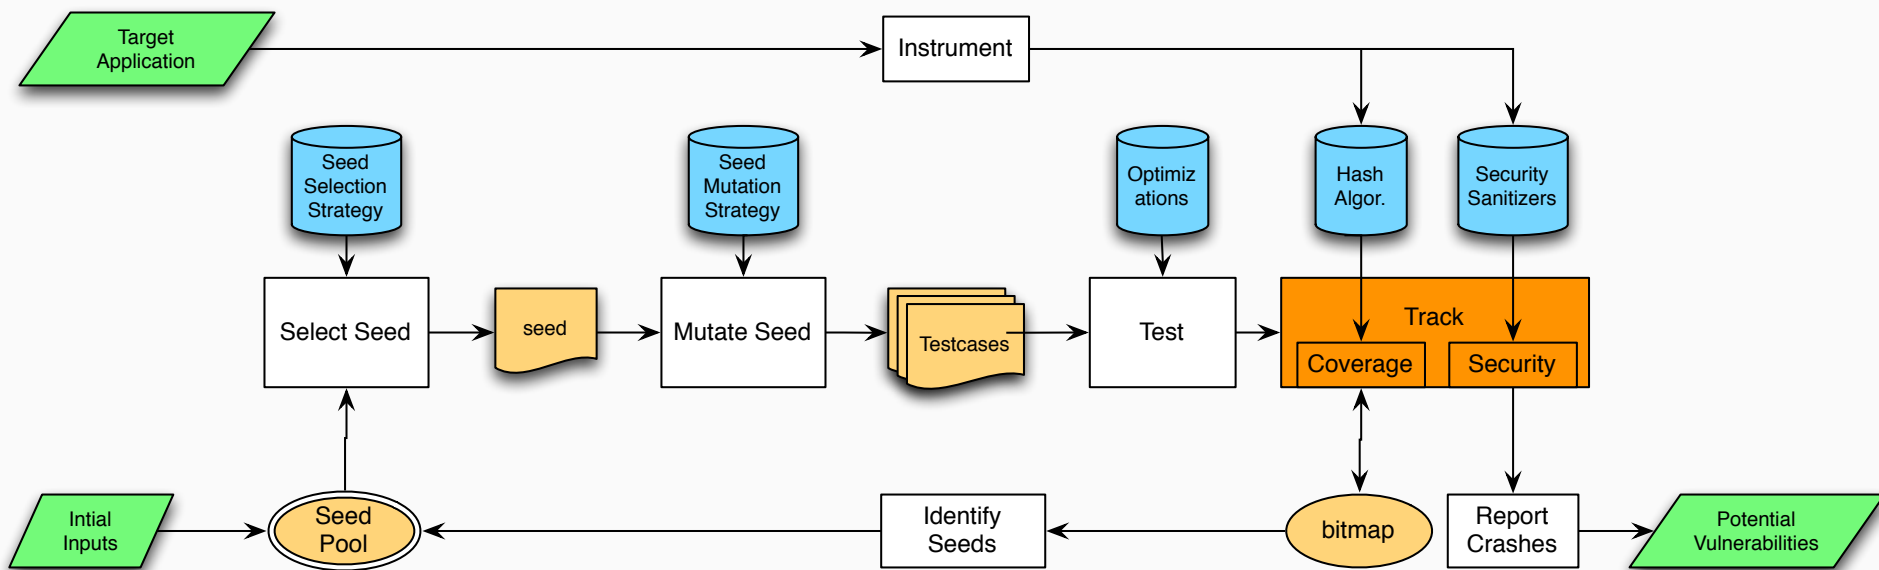 Target
Application
Instrument
Seed
Selection
Strategy
Seed
Mutation
Strategy
Optimiz
ations
Hash
Algor.
Security
Sanitizers
Select Seed
seed
Mutate Seed
Testcases
Test
Track
Coverage
Security
Intial
Inputs
Seed
Pool
Identify
Seeds
bitmap
Report
Crashes
Potential
Vulnerabilities